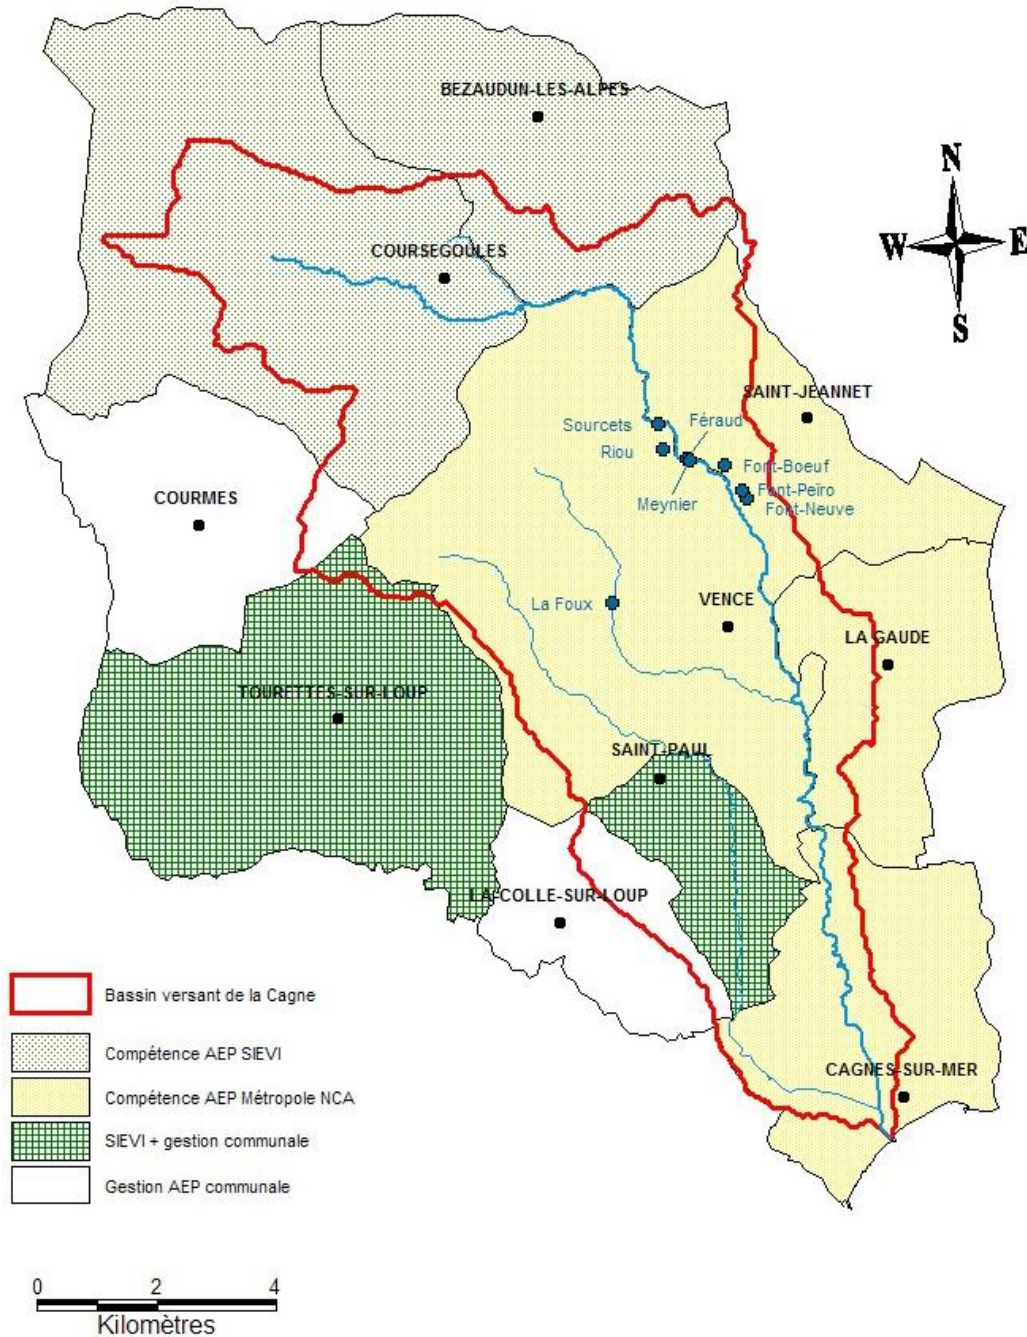 BEZAUDUN-LES-ALPES
N
W E
S
COURSEGOULES
SAINT-JEANNET
Sourcets
Féraud
Riou
Font-Boeuf
Meynier
Font-Peïro
Font-Neuve
COURMES
La Foux
VENCE
LA GAUDE
TOURETTES-SUR-LOUP
SAINT-PAUL
LA-COLLE-SUR-LOUP
CAGNES-SUR-MER
Bassin versant de la Cagne
Compétence AEP SIEVI
Compétence AEP Métropole NCA
SIEVI + gestion communale
Gestion AEP communale
0 2 4
Kilomètres